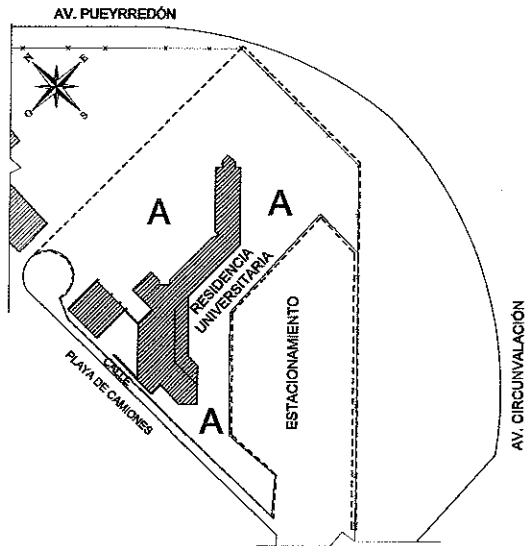 AV. PUEYRREDÓN
N
E
O
S
A
A
RESIDENCIA
UNIVERSITARIA
ESTACIONAMIENTO
AV. CIRCUNVALACIÓN
CALLE
PLAYA DE CAMIONES
A